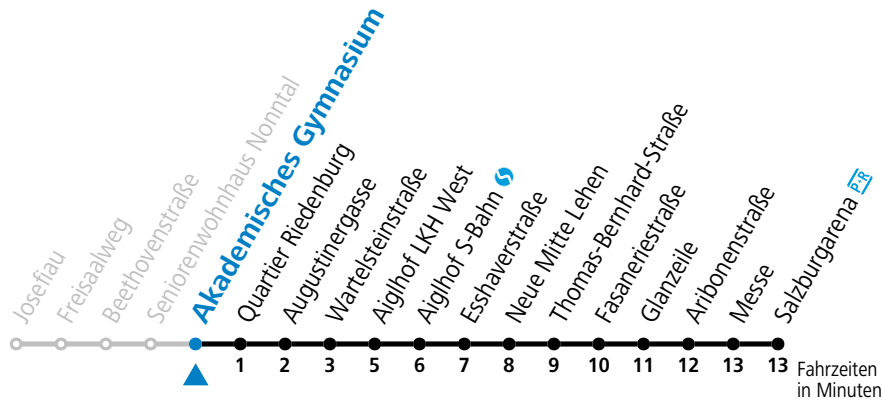 Josefiau
Freisaalweg
Beethovenstraße
Seniorenwohnhaus Nonntal
Akademisches Gymnasium
Quartier Riedenburg
Augustinergasse
Wartelsteinstraße
Aiglhof LKH West
Aiglhof S-Bahn
Esshaverstraße
Neue Mitte Lehen
Thomas-Bernhard-Straße
Fasaneriestraße
Glanzeile
Aribonenstraße
Messe
Salzburgarena P+R
1 2 3 5 6 7 8 9 10 11 12 13 13
Fahrzeiten
in Minuten